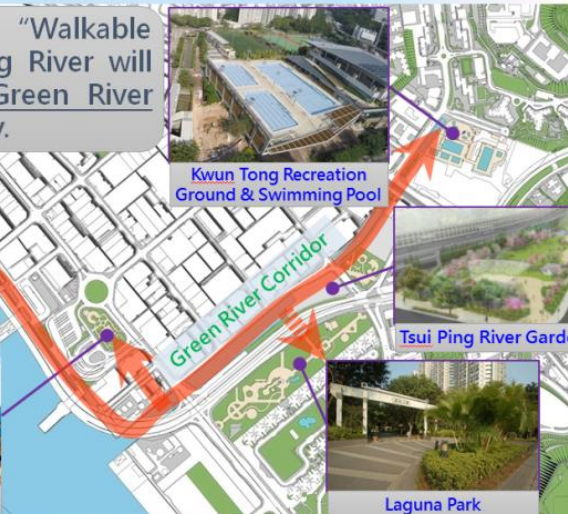 "Walkable
g River will
Green River
y.
Kwun Tong Recreation
Ground & Swimming Pool
Green River Corridor
Tsui Ping River Garde
Laguna Park